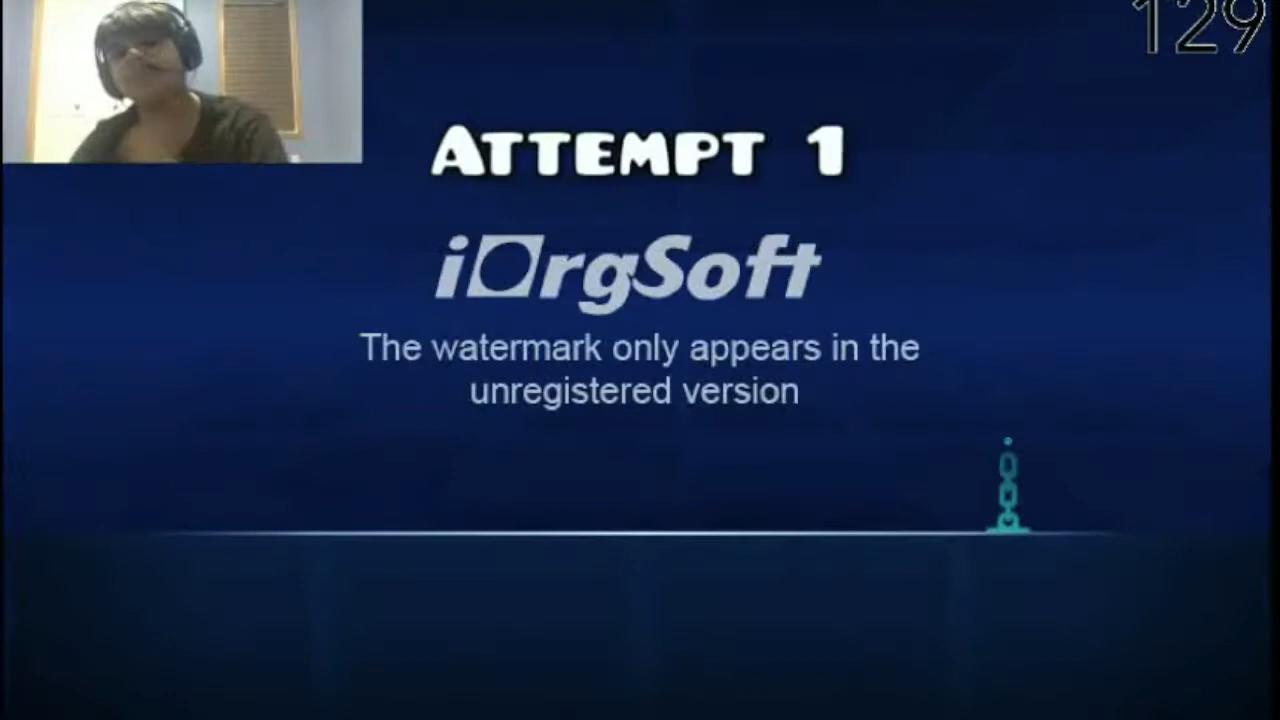 129
ATTEMPT 1
iOrgSoft
The watermark only appears in the
unregistered version